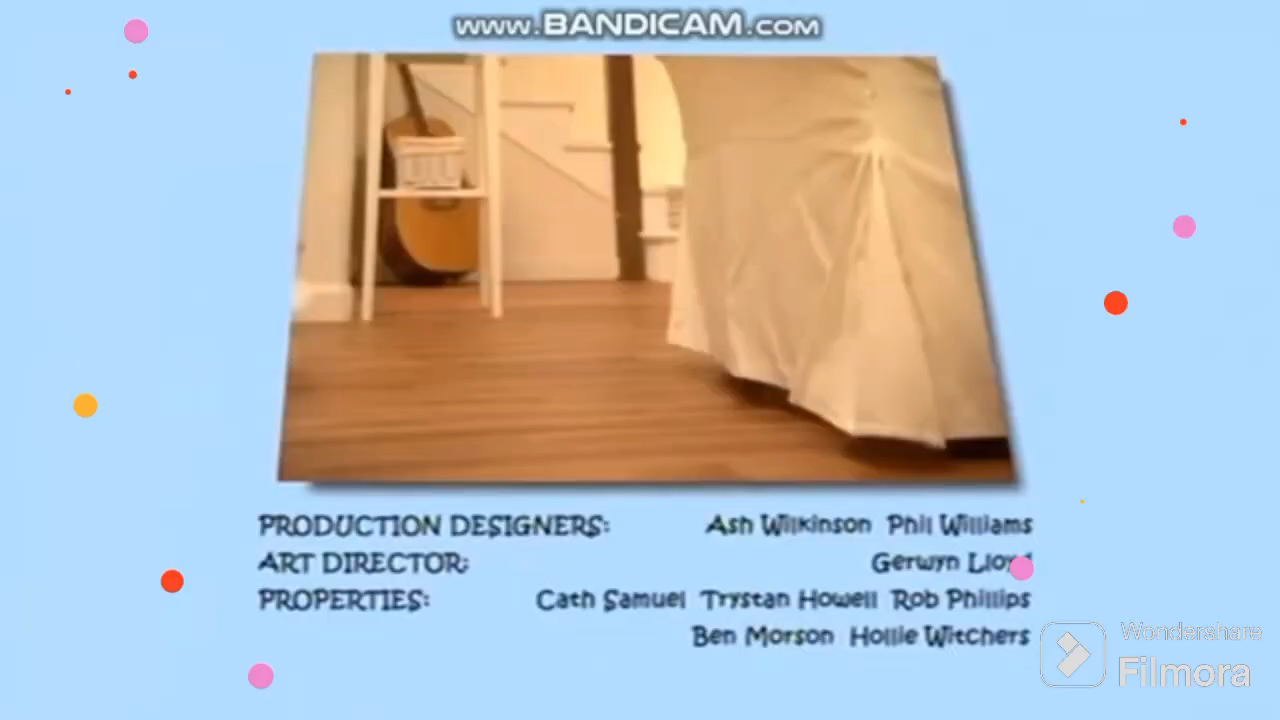 www.BANDICAM.com
PRODUCTION DESIGNERS: Ash Wilkinson Phil Williams
ART DIRECTOR: Gerwyn Lloyd
PROPERTIES: Cath Samuel Trystan Howell Rob Phillips
Ben Morson Hollie Witchers
Wondershare
Filmora